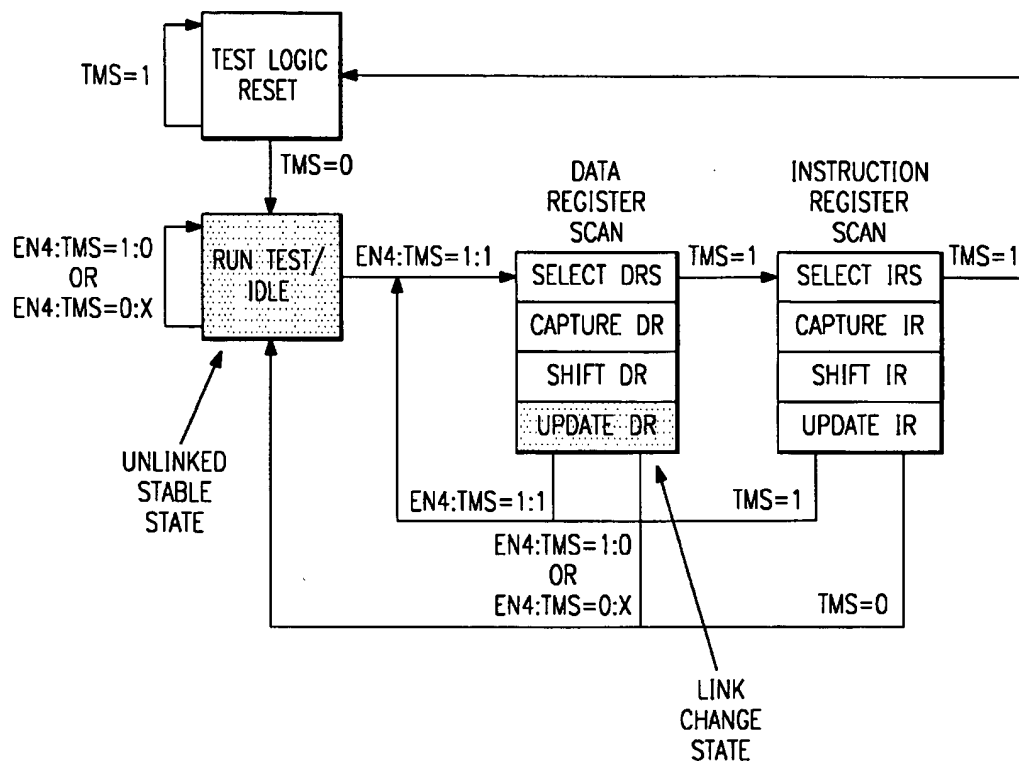 TEST LOGIC
RESET
TMS=1
TMS=0
DATA
REGISTER
SCAN
INSTRUCTION
REGISTER
SCAN
EN4:TMS=1:0
OR
EN4:TMS=0:X
RUN TEST/
IDLE
EN4:TMS=1:1
SELECT DRS
CAPTURE DR
SHIFT DR
UPDATE DR
TMS=1
SELECT IRS
CAPTURE IR
SHIFT IR
UPDATE IR
TMS=1
UNLINKED
STABLE
STATE
EN4:TMS=1:1
TMS=1
EN4:TMS=1:0
OR
EN4:TMS=0:X
TMS=0
LINK
CHANGE
STATE